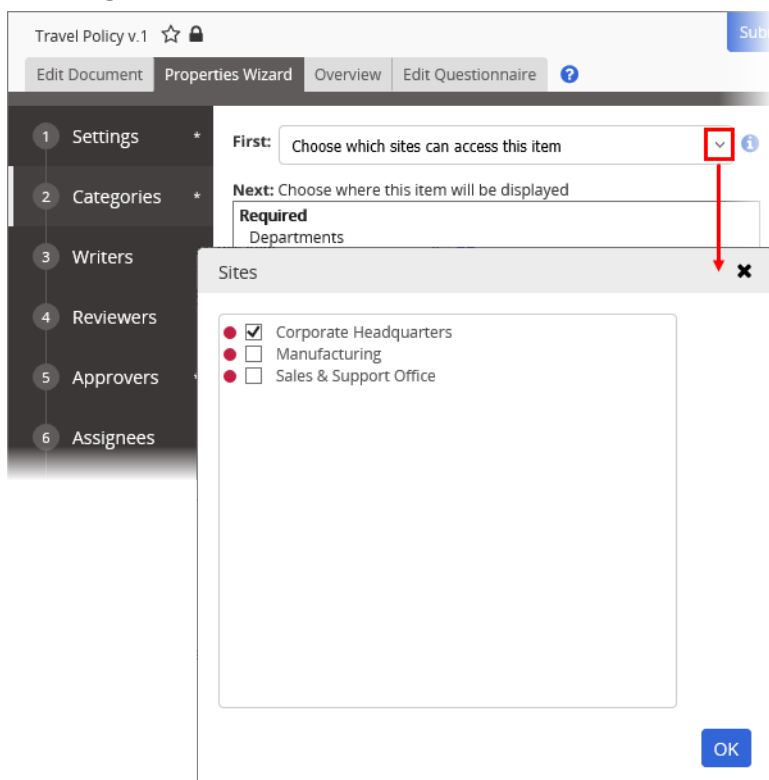 Travel Policy v.1
Edit Document Properties Wizard Overview Edit Questionnaire ?
1 Settings *
2 Categories *
3 Writers
4 Reviewers
5 Approvers
6 Assignees
First: Choose which sites can access this item
Next: Choose where this item will be displayed
Required
Departments
Sites
Corporate Headquarters
Manufacturing
Sales & Support Office
OK